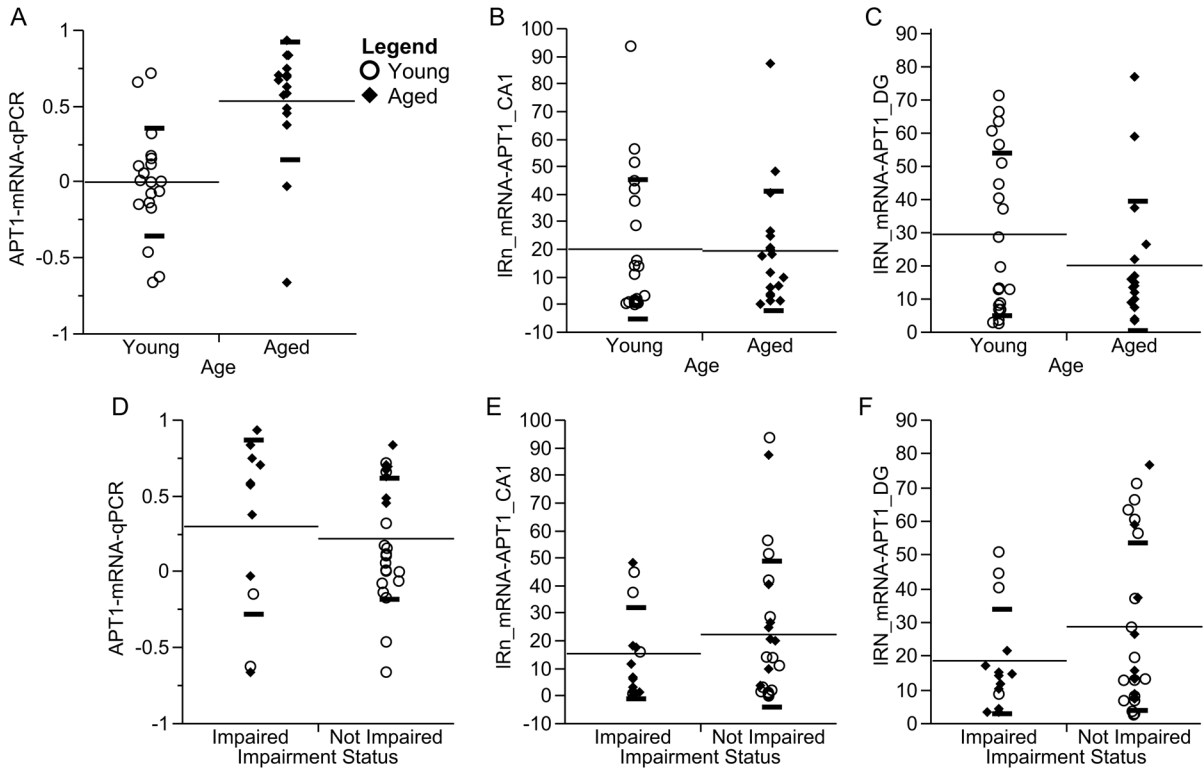 A
APT1-mRNA-qPCR
1
0.5
0
-0.5
-1
Young
Aged
Age
Legend
Young
Aged
B
IRn_mRNA-APT1_CA1
100
90
80
70
60
50
40
30
20
10
0
-10
Young
Aged
Age
C
IRN_mRNA-APT1_DG
90
80
70
60
50
40
30
20
10
0
Young
Aged
Age
D
APT1-mRNA-qPCR
1
0.5
0
-0.5
-1
Impaired
Not Impaired
Impairment Status
E
IRn_mRNA-APT1_CA1
100
90
80
70
60
50
40
30
20
10
0
-10
Impaired
Not Impaired
Impairment Status
F
IRN_mRNA-APT1_DG
90
80
70
60
50
40
30
20
10
0
Impaired
Not Impaired
Impairment Status